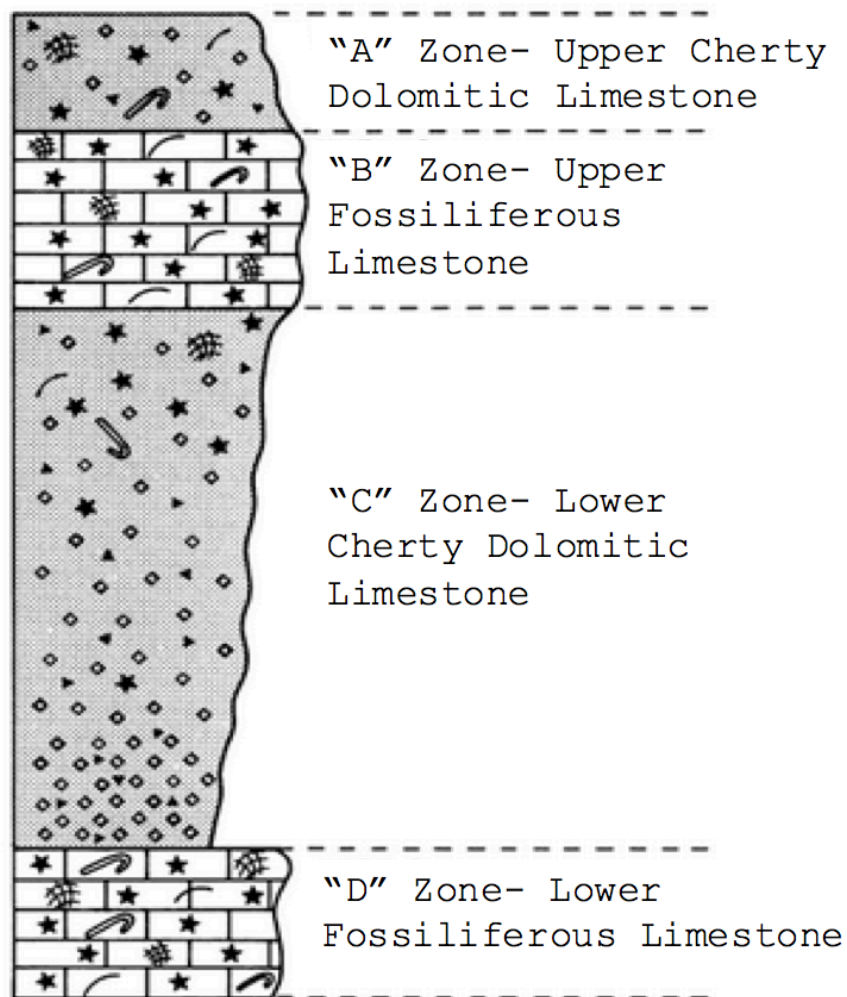 “A” Zone- Upper Cherty
Dolomitic Limestone
“B” Zone- Upper
Fossiliferous
Limestone
“C” Zone- Lower
Cherty Dolomitic
Limestone
“D” Zone- Lower
Fossiliferous Limestone